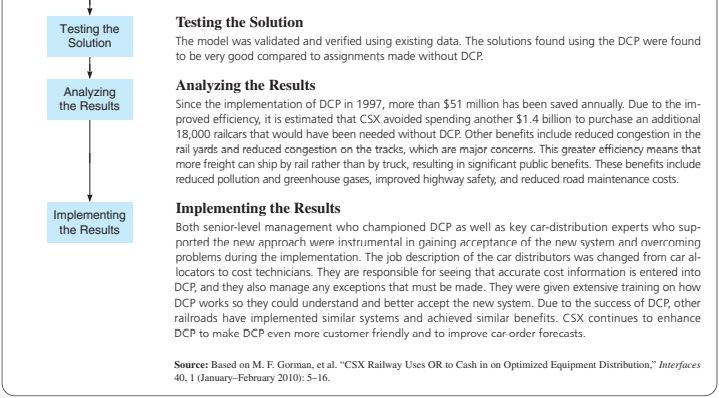 Testing the
Solution
Testing the Solution
The model was validated and verified using existing data. The solutions found using the DCP were found
to be very good compared to assignments made without DCP.
Analyzing
the Results
Analyzing the Results
Since the implementation of DCP in 1997, more than $51 million has been saved annually. Due to the im-
proved efficiency, it is estimated that CSX avoided spending another $1.4 billion to purchase an additional
18,000 railcars that would have been needed without DCP. Other benefits include reduced congestion in the
rail yards and reduced congestion on the tracks, which are major concerns. This greater efficiency means that
more freight can ship by rail rather than by truck, resulting in significant public benefits. These benefits include
reduced pollution and greenhouse gases, improved highway safety, and reduced road maintenance costs.
Implementing
the Results
Implementing the Results
Both senior-level management who championed DCP as well as key car-distribution experts who sup-
ported the new approach were instrumental in gaining acceptance of the new system and overcoming
problems during the implementation. The job description of the car distributors was changed from car al-
locators to cost technicians. They are responsible for seeing that accurate cost information is entered into
DCP, and they also manage any exceptions that must be made. They were given extensive training on how
DCP works so they could understand and better accept the new system. Due to the success of DCP, other
railroads have implemented similar systems and achieved similar benefits. CSX continues to enhance
DCP to make DCP even more customer friendly and to improve car-order forecasts.
Source: Based on M. F. Gorman, et al. “CSX Railway Uses OR to Cash in on Optimized Equipment Distribution,” Interfaces
40, 1 (January–February 2010): 5–16.